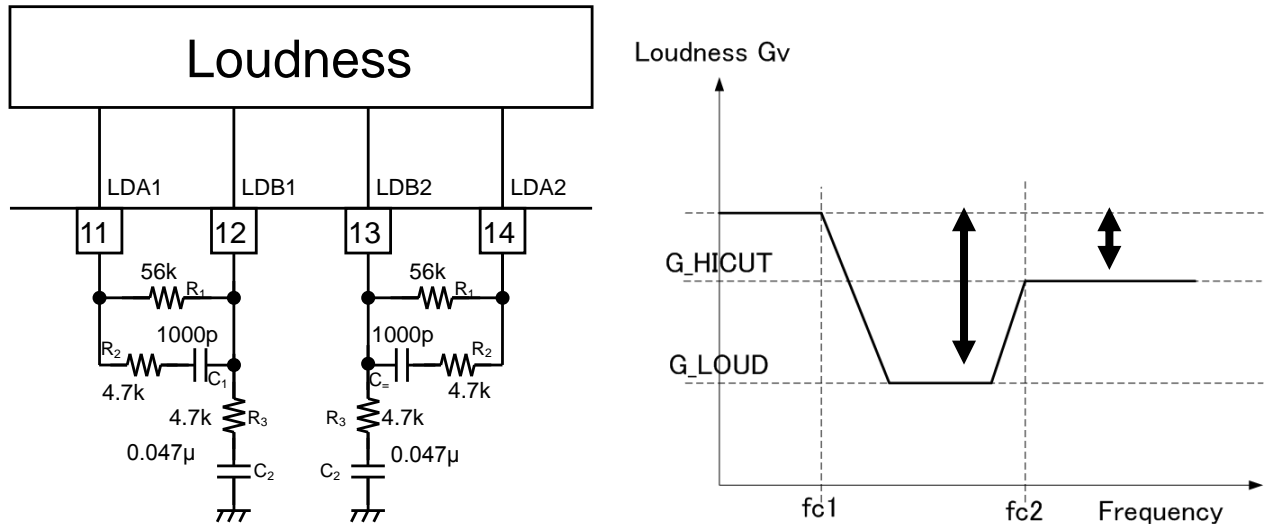 Loudness
LDA1 LDB1 LDB2 LDA2
11 12 13 14
56k R₁ 56k R₁
1000p 1000p
R₂ C₁ C₌ R₂
4.7k 4.7k
4.7k R₃ R₃ 4.7k
0.047μ 0.047μ
C₂ C₂
Loudness Gv
G_HICUT
G_LOUD
fc1 fc2 Frequency